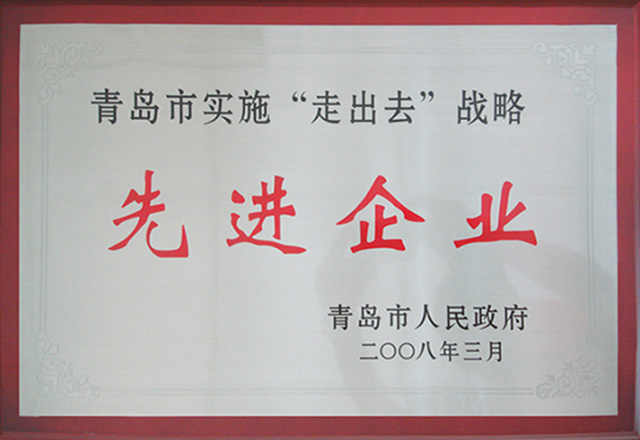 青岛市实施“走出去”战略
先进企业
青岛市人民政府
二〇〇八年三月